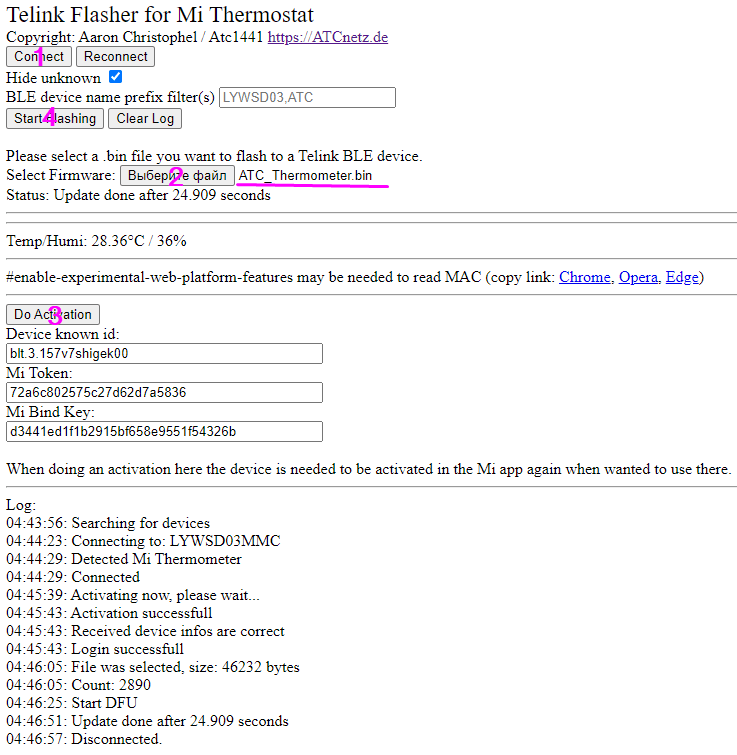 Telink Flasher for Mi Thermostat
Copyright: Aaron Christophel / Atc1441 https://ATCnetz.de
Connect Reconnect
1
Hide unknown
BLE device name prefix filter(s) LYWSD03,ATC
Start Flashing Clear Log
4
Please select a .bin file you want to flash to a Telink BLE device.
Select Firmware: Выберите файл ATC_Thermometer.bin
2
Status: Update done after 24.909 seconds
Temp/Humi: 28.36°C / 36%
#enable-experimental-web-platform-features may be needed to read MAC (copy link: Chrome, Opera, Edge)
Do Activation
3
Device known id:
blt.3.157v7shigek00
Mi Token:
72a6c802575c27d62d7a5836
Mi Bind Key:
d3441ed1f1b2915bf658e9551f54326b
When doing an activation here the device is needed to be activated in the Mi app again when wanted to use there.
Log:
04:43:56: Searching for devices
04:44:23: Connecting to: LYWSD03MMC
04:44:29: Detected Mi Thermometer
04:44:29: Connected
04:45:39: Activating now, please wait...
04:45:43: Activation successfull
04:45:43: Received device infos are correct
04:45:43: Login successfull
04:46:05: File was selected, size: 46232 bytes
04:46:05: Count: 2890
04:46:25: Start DFU
04:46:51: Update done after 24.909 seconds
04:46:57: Disconnected.